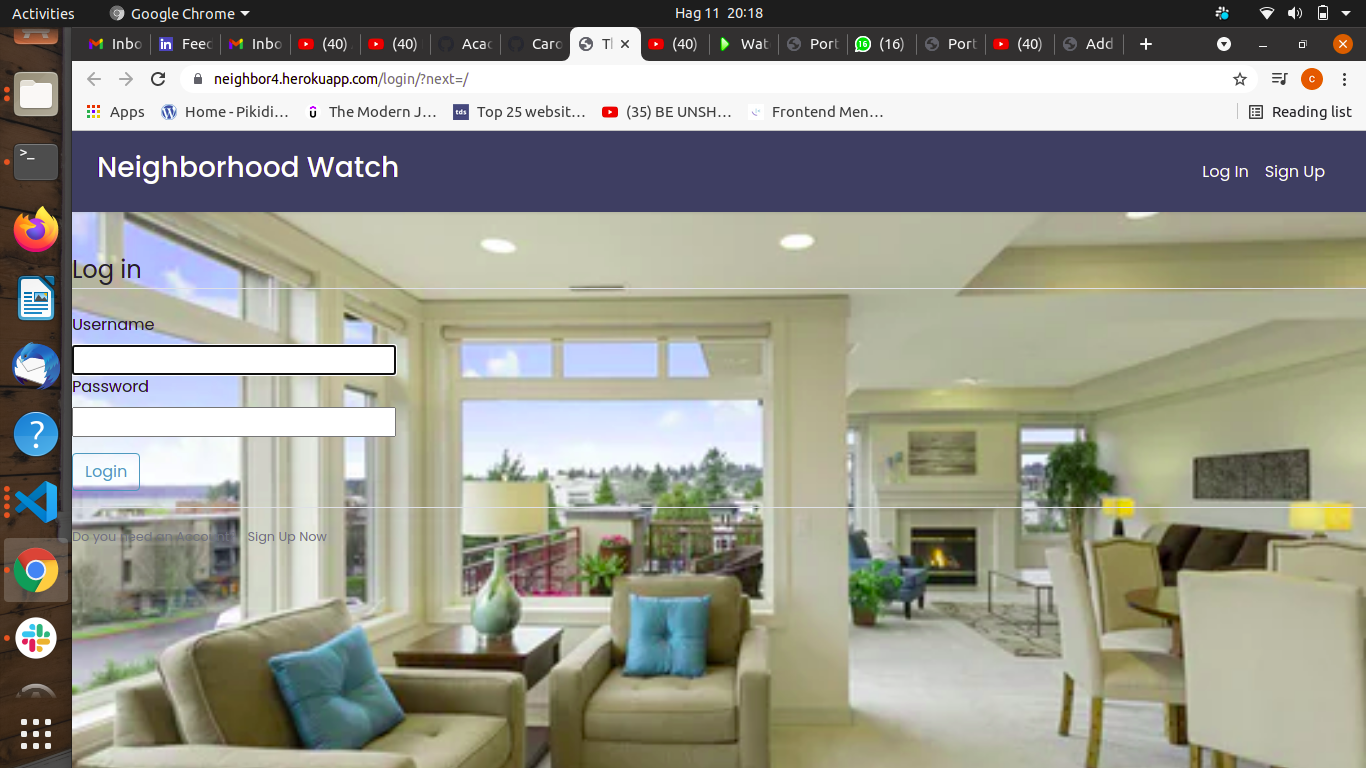 Activities Google Chrome Hag 11 20:18
Inbo Feed Inbo (40) (40) Acac Caro Th (40) Wat Port (16) Port (40) Add
neighbor4.herokuapp.com/login/?next=/
Apps Home - Pikidi... The Modern J... Top 25 websit... (35) BE UNSH... Frontend Men... Reading list
Neighborhood Watch Log In Sign Up
Log in
Username
Password
Login
Do you need an Account? Sign Up Now